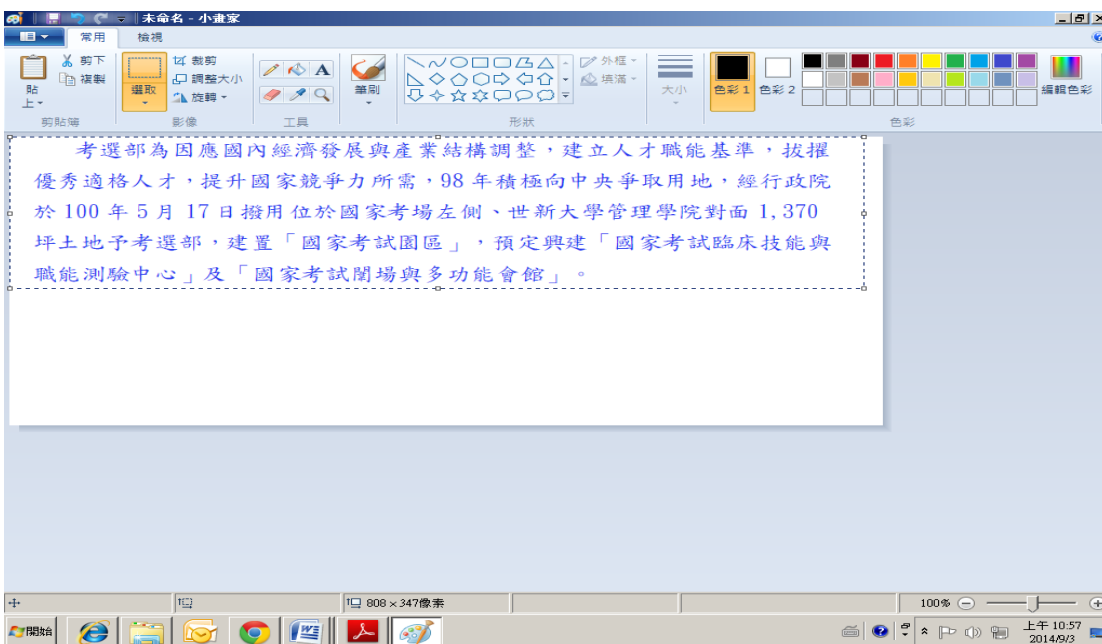 未命名 - 小畫家
常用 檢視
剪下
複製
貼上
剪貼簿
選取
裁剪
調整大小
旋轉
影像
A
工具
筆刷
外框
填滿
形狀
大小
色彩 1
色彩 2
編輯色彩
色彩
考選部為因應國內經濟發展與產業結構調整，建立人才職能基準，拔擢
優秀適格人才，提升國家競爭力所需，98 年積極向中央爭取用地，經行政院
於 100 年 5 月 17 日撥用位於國家考場左側、世新大學管理學院對面 1,370
坪土地予考選部，建置「國家考試園區」，預定興建「國家考試臨床技能與
職能測驗中心」及「國家考試闈場與多功能會館」。
808 × 347像素
100%
開始
上午 10:57
2014/9/3